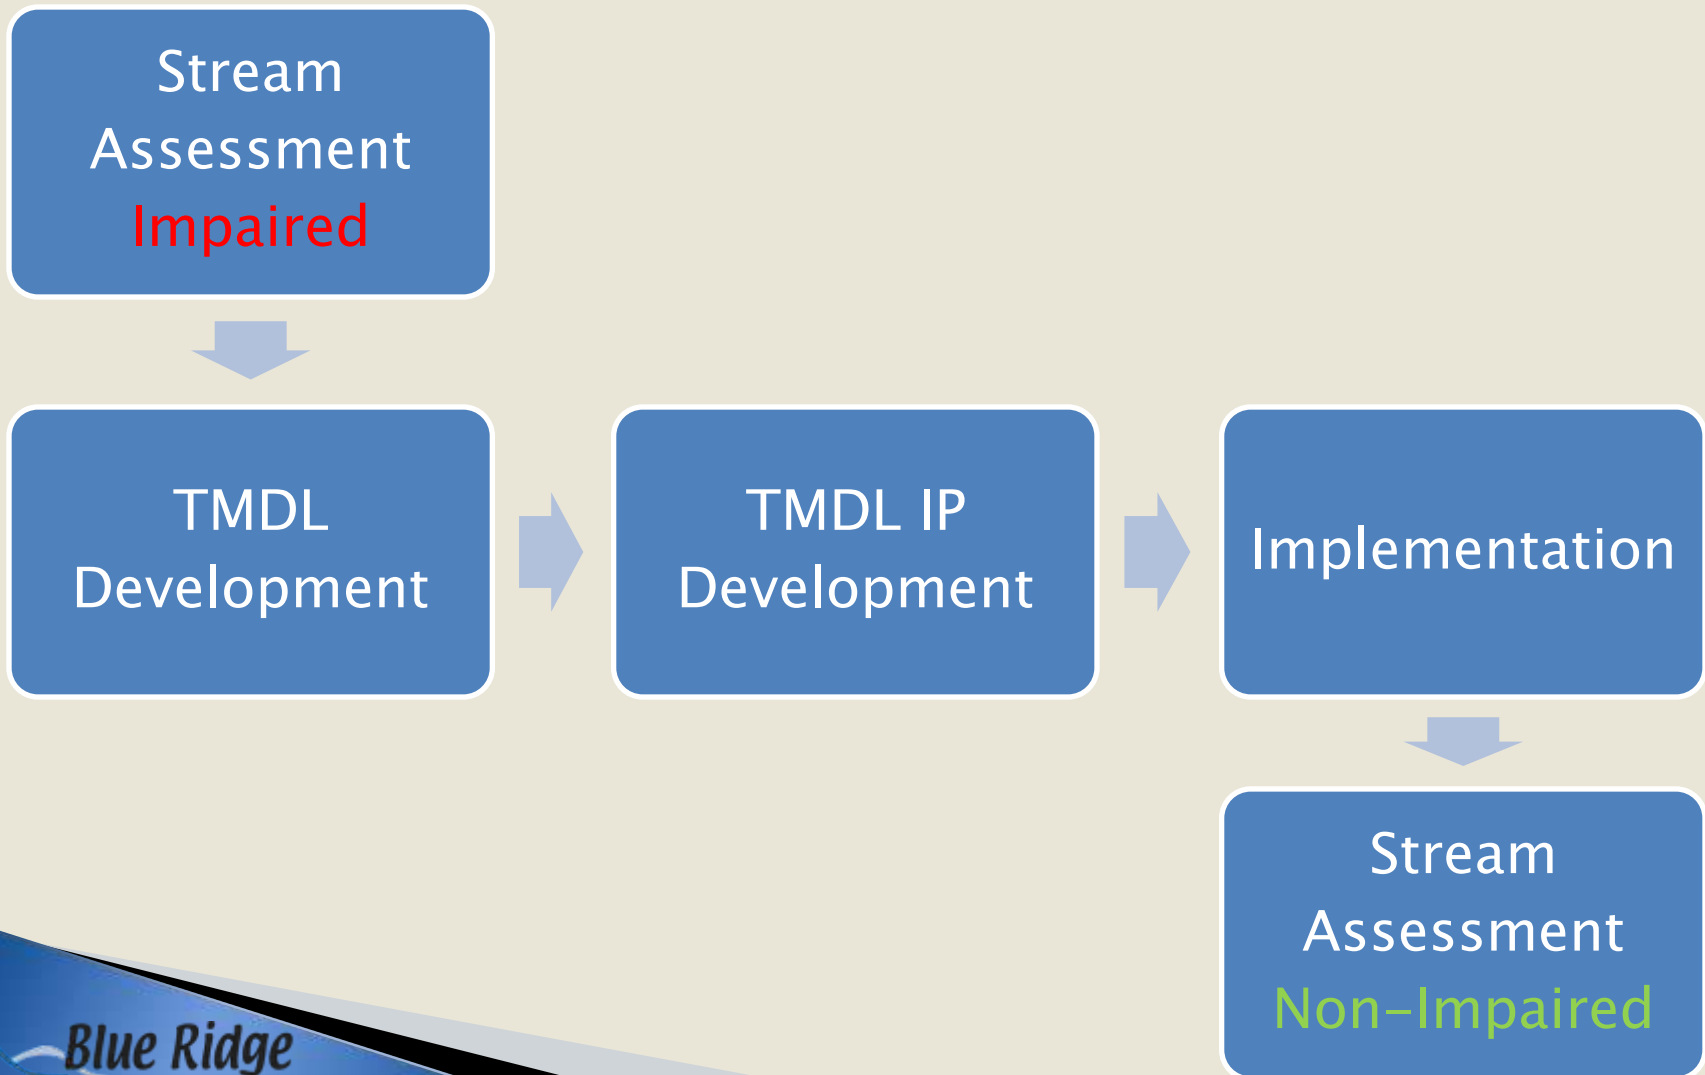 Stream
Assessment
Impaired
TMDL
Development
TMDL IP
Development
Implementation
Stream
Assessment
Non-Impaired
Blue Ridge